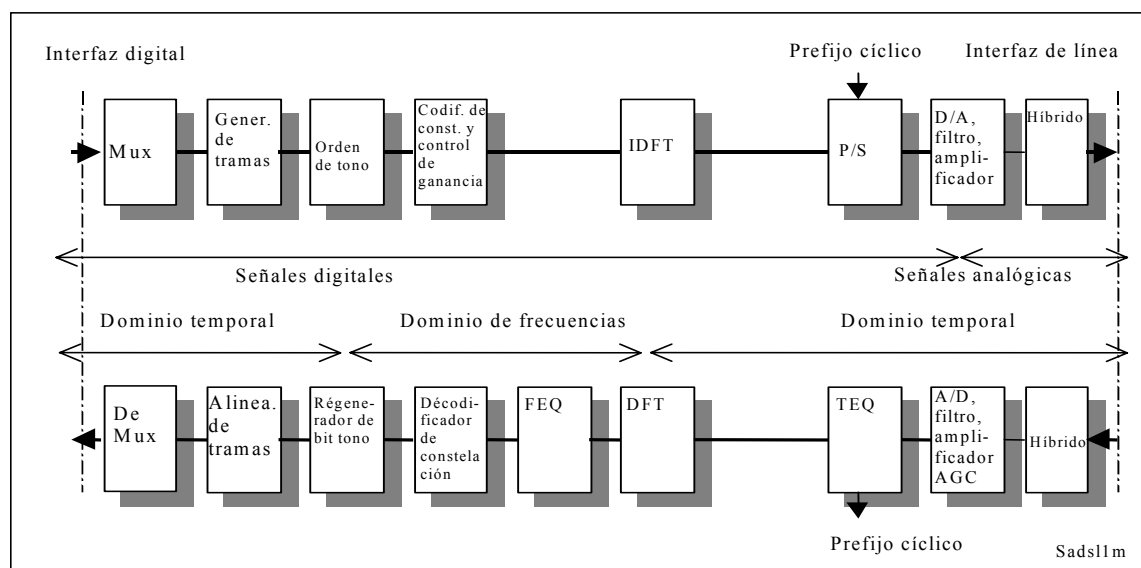 Prefijo cíclico
Interfaz digital
Interfaz de línea
Mux
Gener.
de
tramas
Orden
de tono
Codif. de
const. y
control
de
ganancia
IDFT
P/S
D/A,
filtro,
ampli-
ficador
Híbrido
Señales digitales
Señales analógicas
Dominio temporal
Dominio de frecuencias
Dominio temporal
De
Mux
Alinea.
de
tramas
Régene-
rador de
bit tono
Décodi-
ficador
de
conste-
lación
FEQ
DFT
TEQ
A/D,
filtro,
ampli-
ficador
AGC
Híbrido
Prefijo cíclico
Sadsl1m